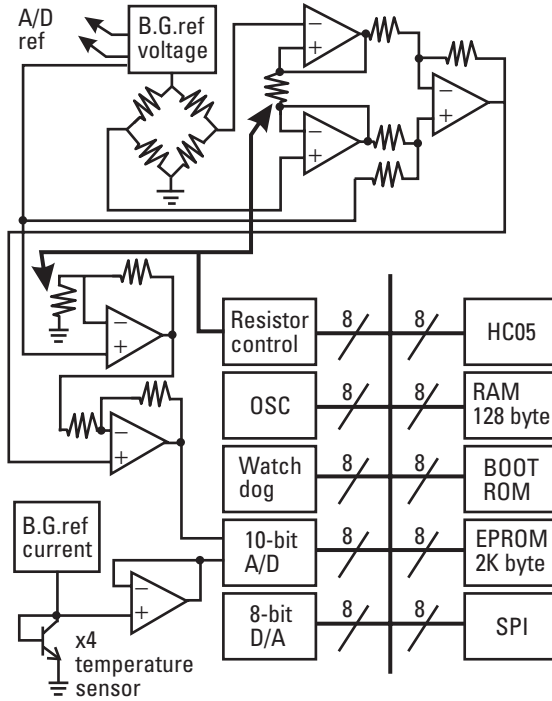 A/D
ref
B.G.ref
voltage
−
+
−
+
−
+
−
+
−
+
Resistor
control
8
8
HC05
OSC
8
8
RAM
128 byte
Watch
dog
8
8
BOOT
ROM
B.G.ref
current
10-bit
A/D
8
8
EPROM
2K byte
−
+
8-bit
D/A
8
8
SPI
x4
temperature
sensor